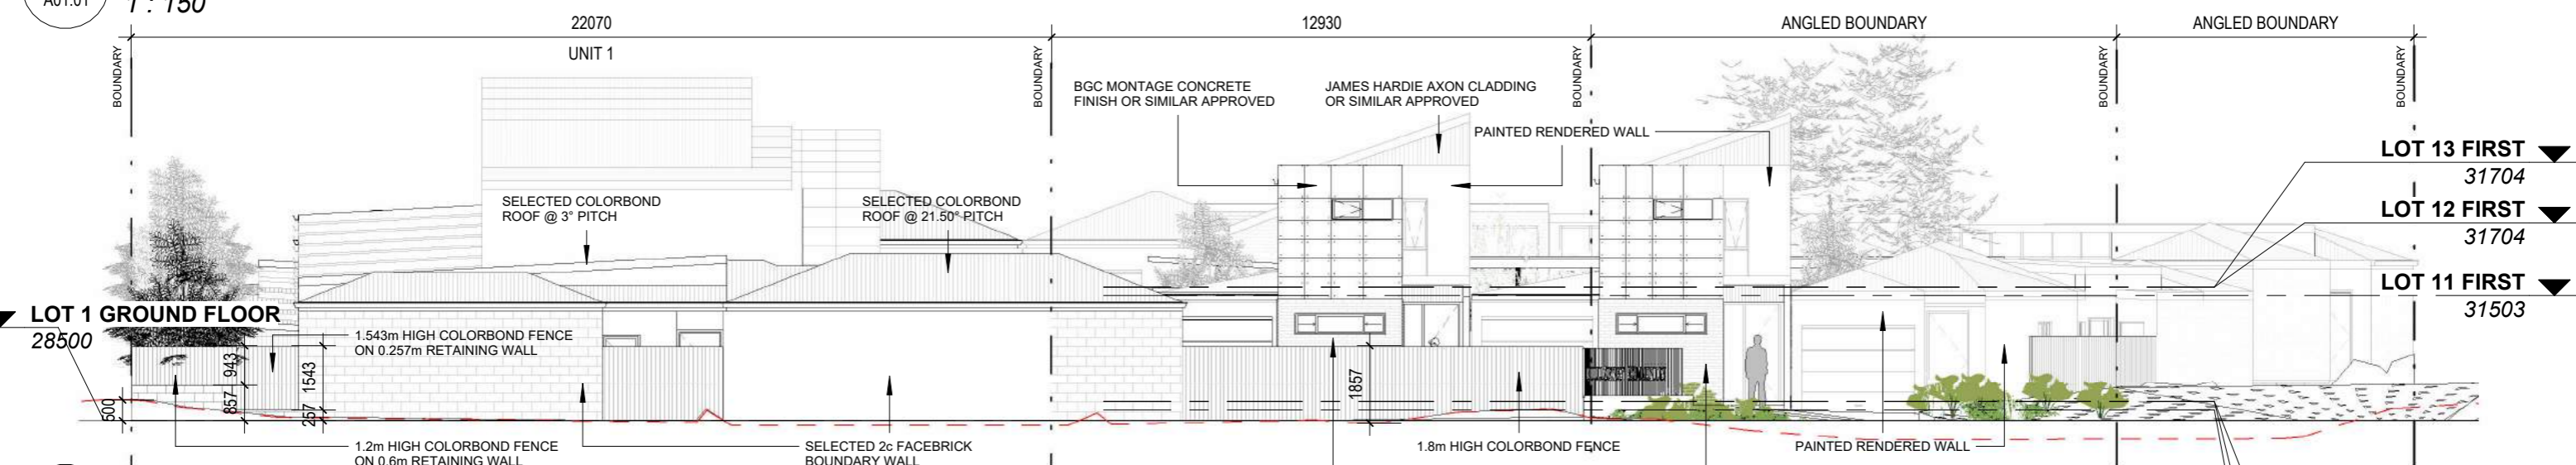 A01.01
1 : 150
22070
12930
ANGLED BOUNDARY
ANGLED BOUNDARY
UNIT 1
BOUNDARY
BOUNDARY
BOUNDARY
BOUNDARY
BOUNDARY
BGC MONTAGE CONCRETE
FINISH OR SIMILAR APPROVED
JAMES HARDIE AXON CLADDING
OR SIMILAR APPROVED
PAINTED RENDERED WALL
LOT 13 FIRST
31704
LOT 12 FIRST
31704
LOT 11 FIRST
31503
SELECTED COLORBOND
ROOF @ 3° PITCH
SELECTED COLORBOND
ROOF @ 21.50° PITCH
LOT 1 GROUND FLOOR
28500
1.543m HIGH COLORBOND FENCE
ON 0.257m RETAINING WALL
943
857
1543
257
600
1857
1.2m HIGH COLORBOND FENCE
ON 0.6m RETAINING WALL
SELECTED 2c FACEBRICK
BOUNDARY WALL
1.8m HIGH COLORBOND FENCE
PAINTED RENDERED WALL